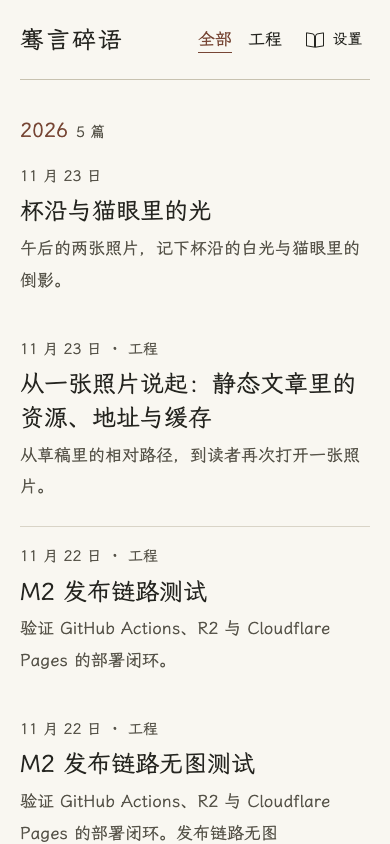 骞言碎语
全部 工程 设置
2026 5 篇
11 月 23 日
杯沿与猫眼里的光
午后的两张照片，记下杯沿的白光与猫眼里的
倒影。
11 月 23 日 · 工程
从一张照片说起：静态文章里的
资源、地址与缓存
从草稿里的相对路径，到读者再次打开一张照
片。
11 月 22 日 · 工程
M2 发布链路测试
验证 GitHub Actions、R2 与 Cloudflare
Pages 的部署闭环。
11 月 22 日 · 工程
M2 发布链路无图测试
验证 GitHub Actions、R2 与 Cloudflare
Pages 的部署闭环。发布链路无图